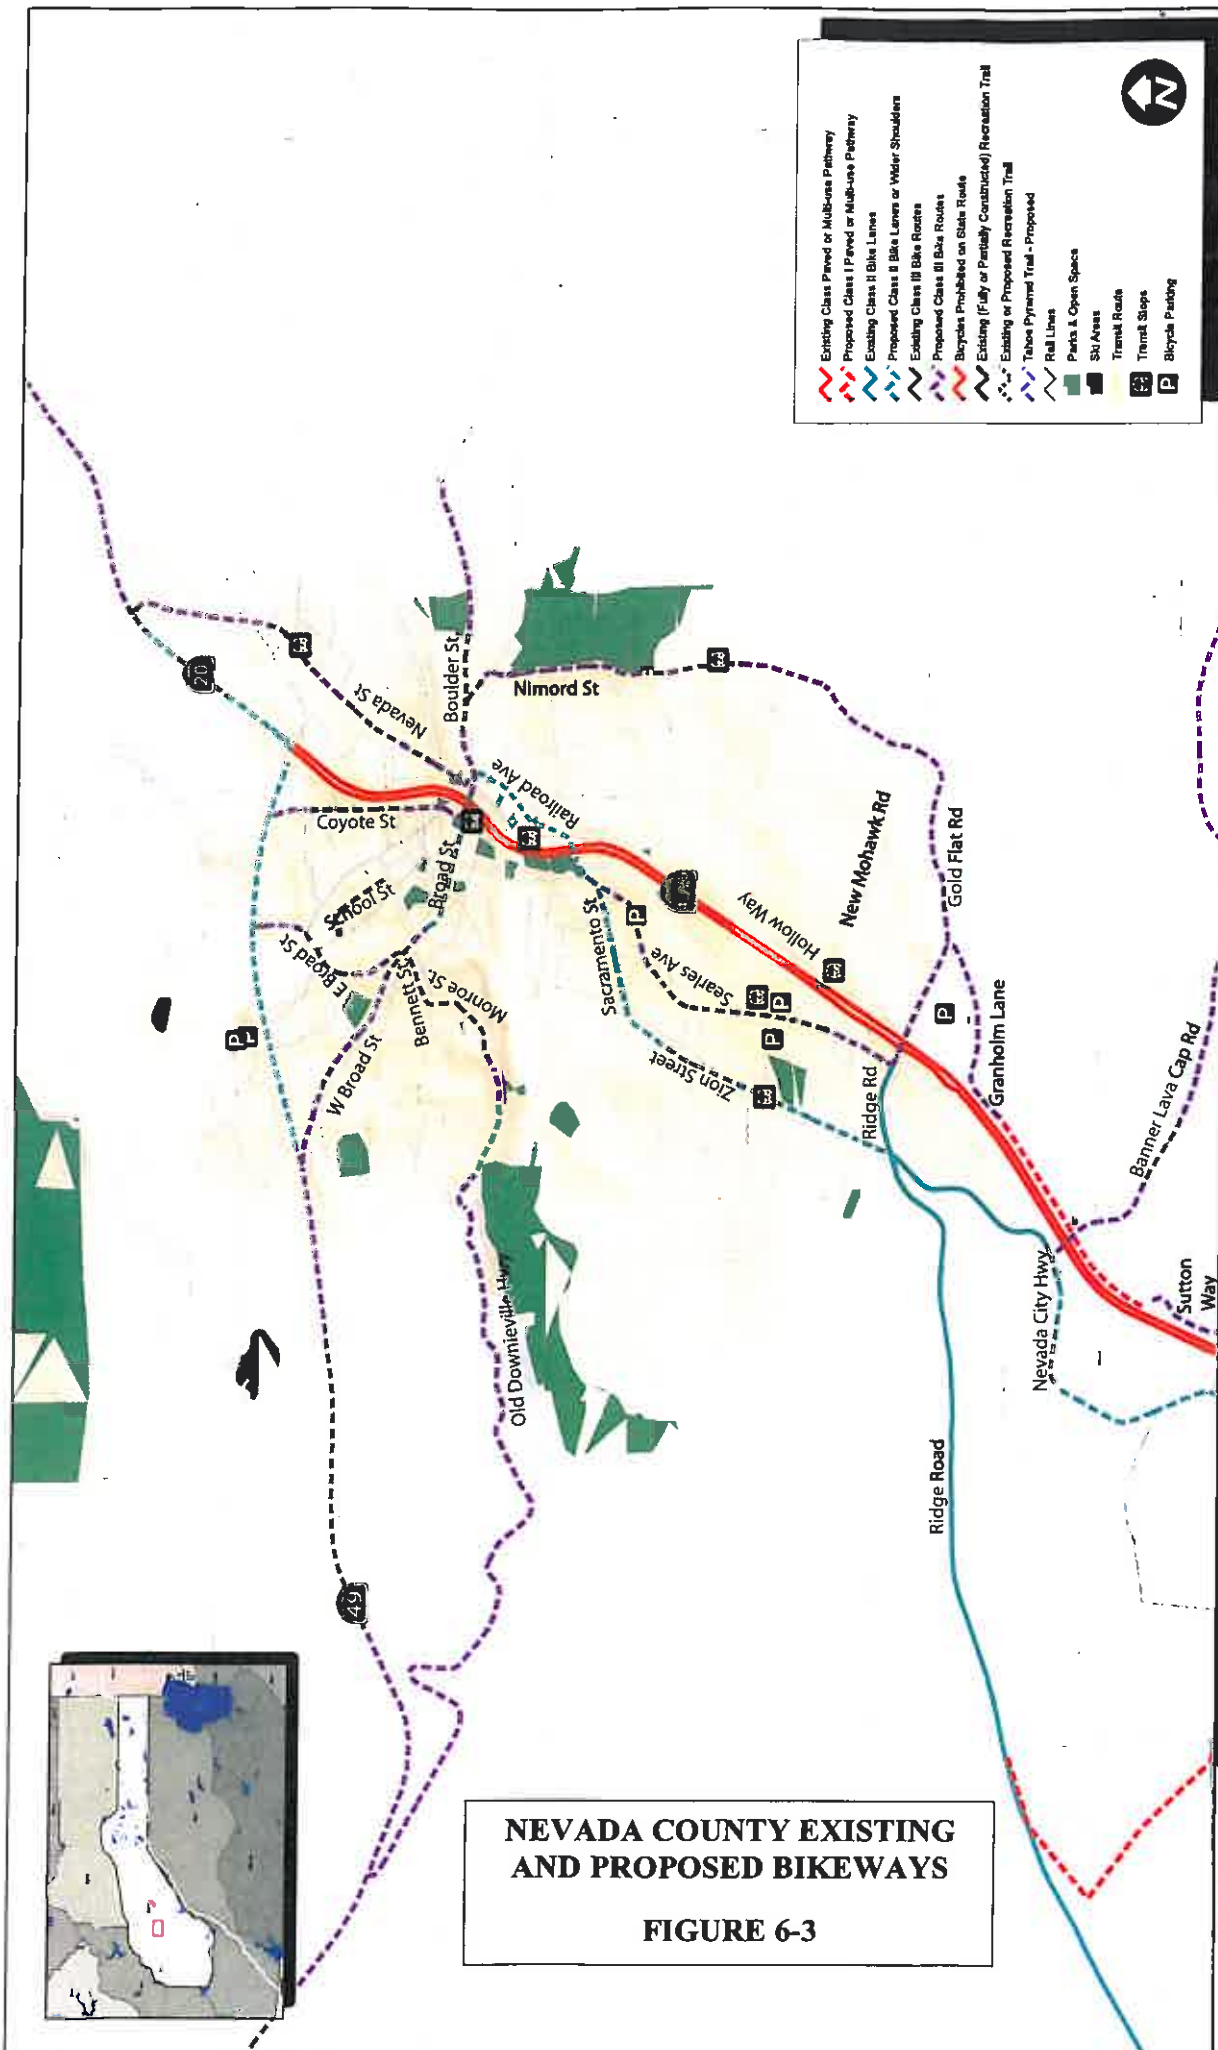 Existing Class Paved or Multi-use Pathway
Proposed Class I Paved or Multi-use Pathway
Existing Class II Bike Lanes
Proposed Class II Bike Lanes or Wider Shoulders
Existing Class III Bike Routes
Proposed Class III Bike Routes
Bicycles Prohibited on State Route
Existing (Fully or Partially Constructed) Recreation Trail
Existing or Proposed Recreation Trail
Tahoe Pyramid Trail - Proposed
Rail Lines
Parks & Open Space
Ski Areas
Transit Route
Transit Stops
P Bicycle Parking
N
20
Nevada St
Boulder St
Nimord St
Coyote St
Railroad Ave
School St
Broad St
E Broad St
Bennett St
Monroe St.
W Broad St
Sacramento St
P
Searles Ave
Hollow Way
New Mohawk Rd
Gold Flat Rd
P
P
P
P
P
Zion Street
Ridge Rd
Granholm Lane
Banner Lava Cap Rd
Old Downieville Hwy
Nevada City Hwy
Sutton
Way
Ridge Road
49
NEVADA COUNTY EXISTING
AND PROPOSED BIKEWAYS
FIGURE 6-3